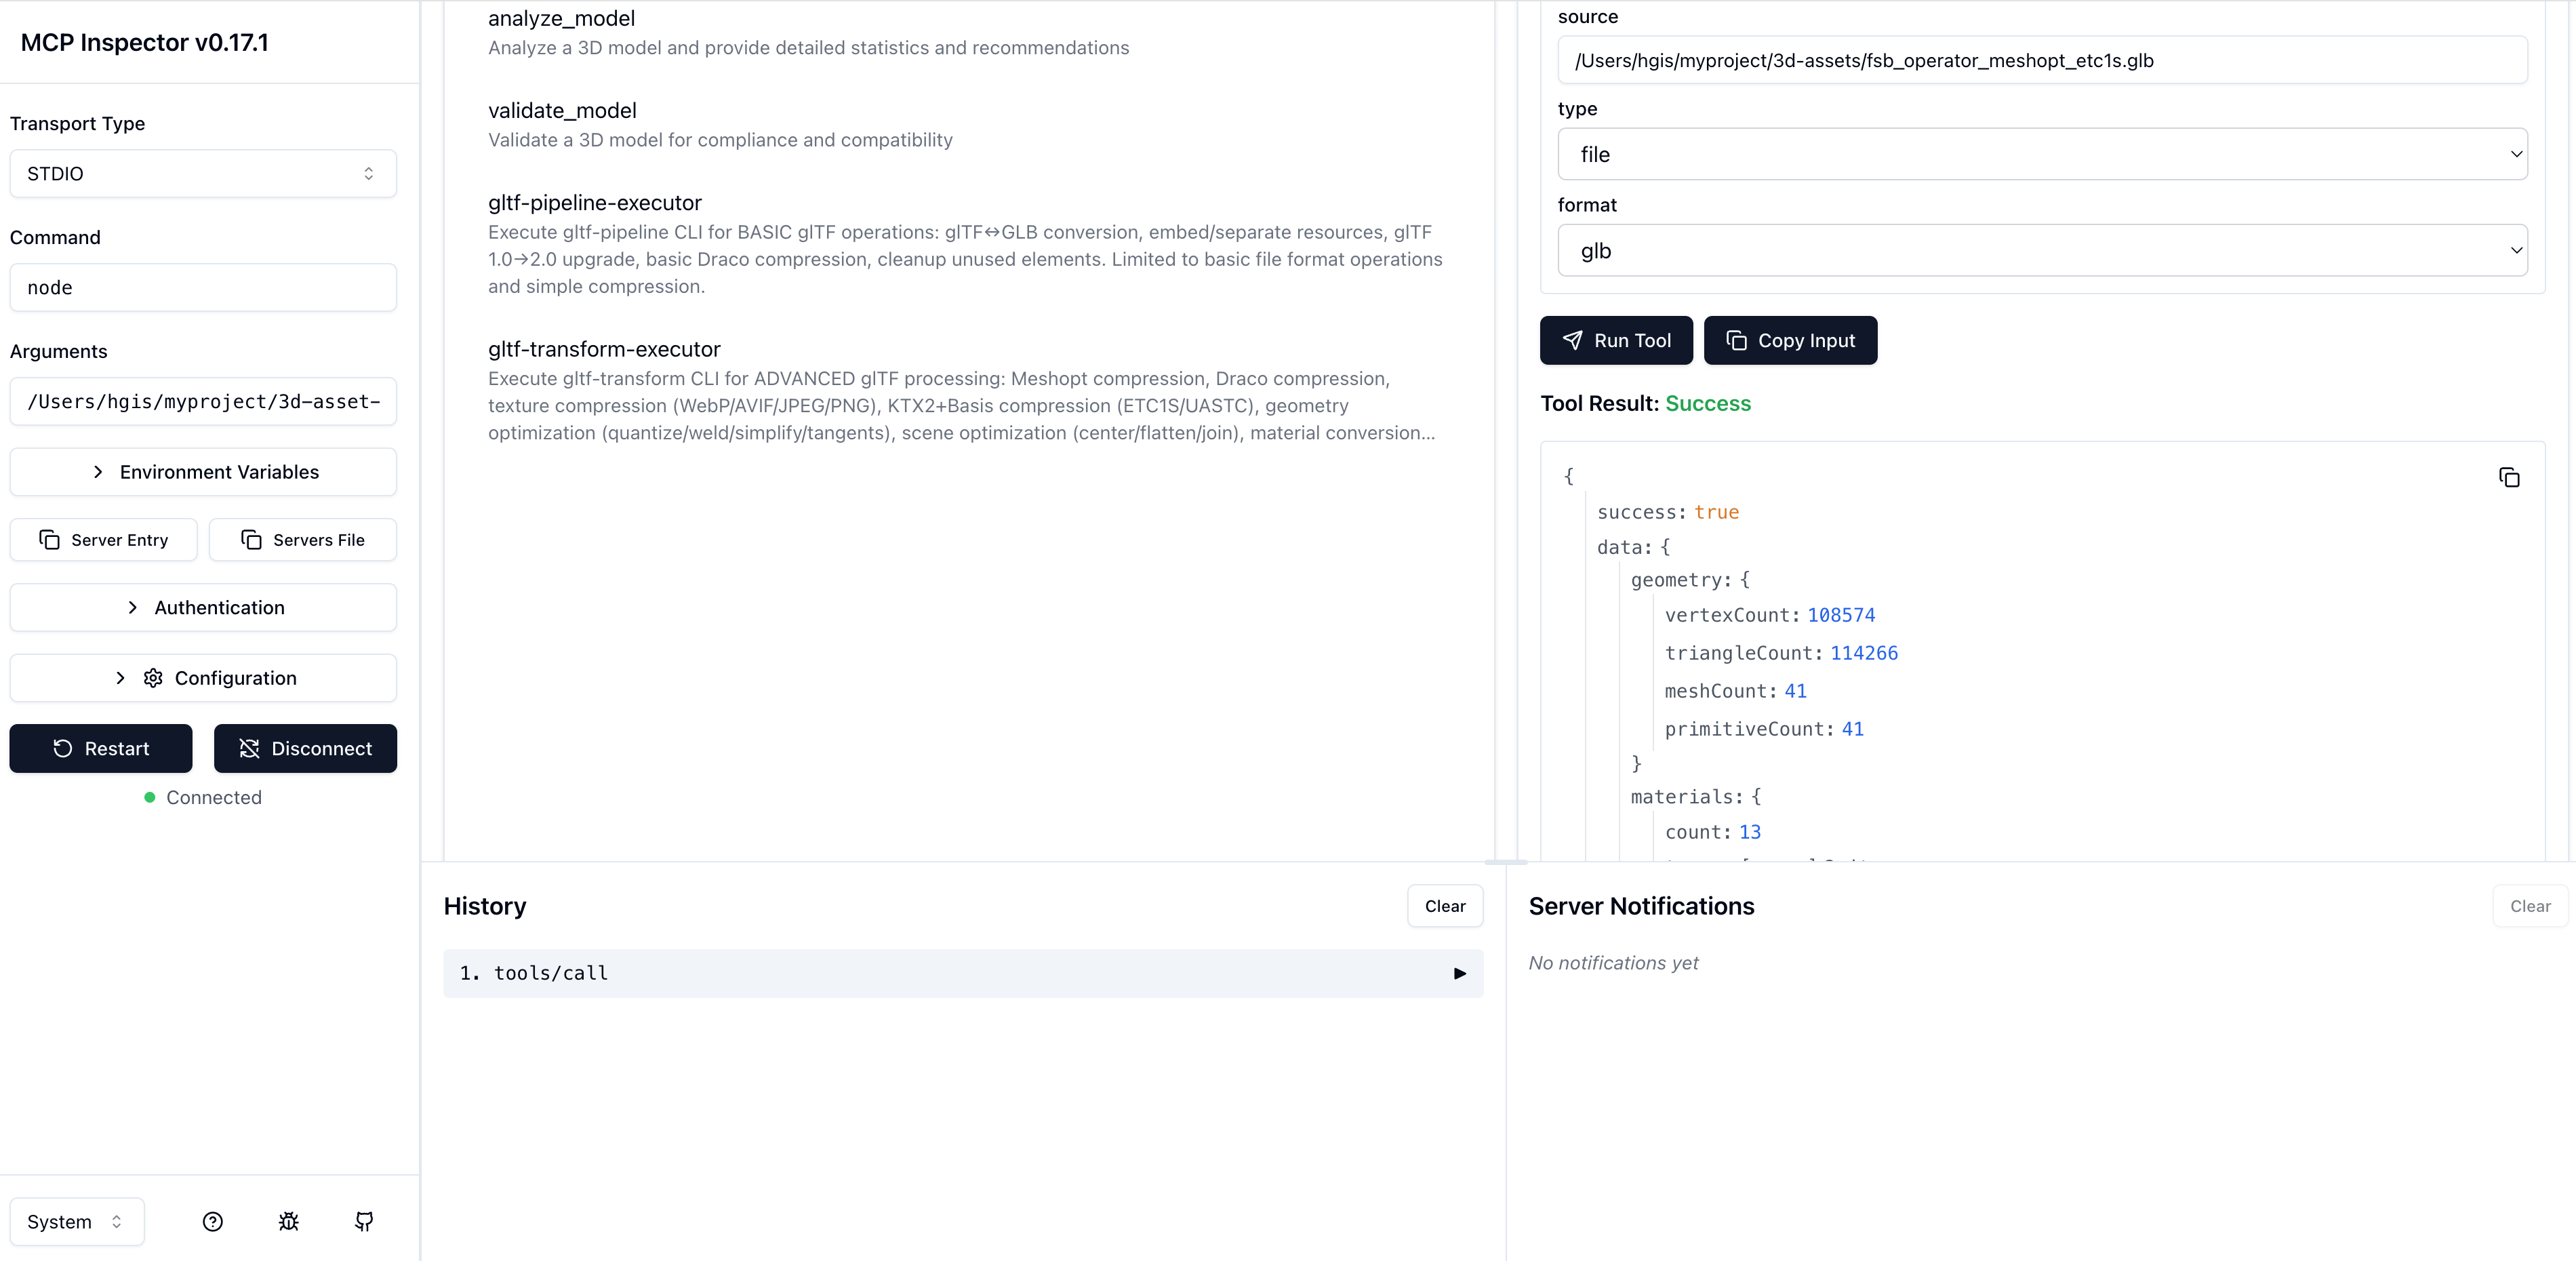 MCP Inspector v0.17.1
Transport Type
STDIO
Command
node
Arguments
/Users/hgis/myproject/3d-asset-
Environment Variables
Server Entry
Servers File
Authentication
Configuration
Restart
Disconnect
Connected
System
analyze_model
Analyze a 3D model and provide detailed statistics and recommendations
validate_model
Validate a 3D model for compliance and compatibility
gltf-pipeline-executor
Execute gltf-pipeline CLI for BASIC glTF operations: glTF↔GLB conversion, embed/separate resources, glTF
1.0→2.0 upgrade, basic Draco compression, cleanup unused elements. Limited to basic file format operations
and simple compression.
gltf-transform-executor
Execute gltf-transform CLI for ADVANCED glTF processing: Meshopt compression, Draco compression,
texture compression (WebP/AVIF/JPEG/PNG), KTX2+Basis compression (ETC1S/UASTC), geometry
optimization (quantize/weld/simplify/tangents), scene optimization (center/flatten/join), material conversion...
source
/Users/hgis/myproject/3d-assets/fsb_operator_meshopt_etc1s.glb
type
file
format
glb
Run Tool
Copy Input
Tool Result: Success
{
success: true
data: {
geometry: {
vertexCount: 108574
triangleCount: 114266
meshCount: 41
primitiveCount: 41
}
materials: {
count: 13
History
Clear
1. tools/call
Server Notifications
Clear
No notifications yet